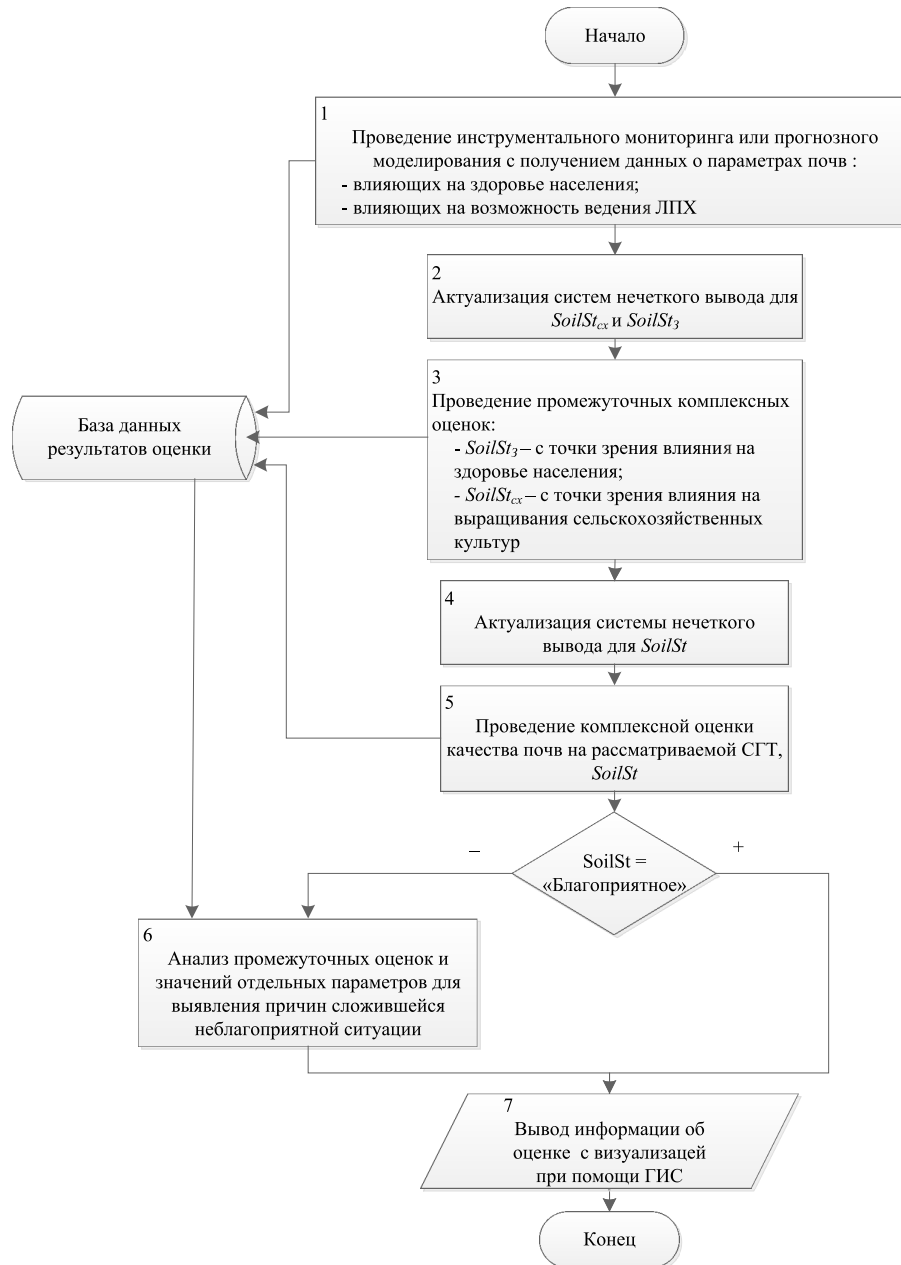 Начало
1
Проведение инструментального мониторинга или прогнозного
моделирования с получением данных о параметрах почв :
- влияющих на здоровье населения;
- влияющих на возможность ведения ЛПХ
2
Актуализация систем нечеткого вывода для
SoilStсх и SoilStЗ
3
Проведение промежуточных комплексных
оценок:
- SoilStЗ – с точки зрения влияния на
здоровье населения;
- SoilStсх – с точки зрения влияния на
выращивания сельскохозяйственных
культур
База данных
результатов оценки
4
Актуализация системы нечеткого
вывода для SoilSt
5
Проведение комплексной оценки
качества почв на рассматриваемой СГТ,
SoilSt
–
+
SoilSt =
«Благоприятное»
6
Анализ промежуточных оценок и
значений отдельных параметров для
выявления причин сложившейся
неблагоприятной ситуации
7
Вывод информации об
оценке с визуализацей
при помощи ГИС
Конец